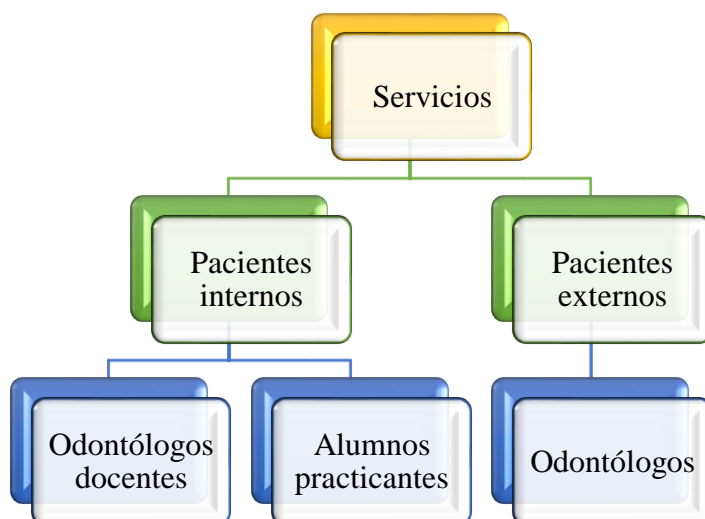 Servicios
Pacientes
internos
Pacientes
externos
Odontólogos
docentes
Alumnos
practicantes
Odontólogos